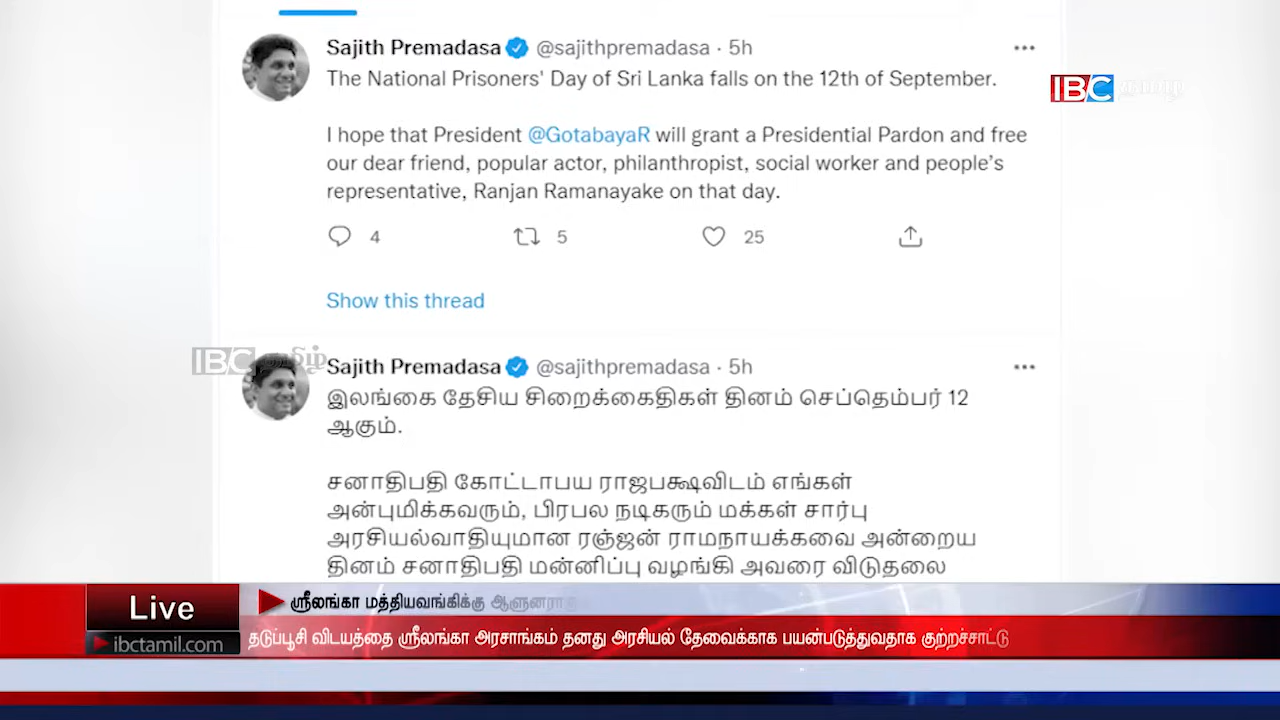 Sajith Premadasa @sajithpremadasa · 5h
The National Prisoners' Day of Sri Lanka falls on the 12th of September.
IBC தமிழ்
I hope that President @GotabayaR will grant a Presidential Pardon and free
our dear friend, popular actor, philanthropist, social worker and people's
representative, Ranjan Ramanayake on that day.
4 5 25
Show this thread
IBC தமிழ்
Sajith Premadasa @sajithpremadasa · 5h
இலங்கை தேசிய சிறைக்கைதிகள் தினம் செப்தெம்பர் 12
ஆகும்.
சனாதிபதி கோட்டாபய ராஜபக்ஷவிடம் எங்கள்
அன்புமிக்கவரும், பிரபல நடிகரும் மக்கள் சார்பு
அரசியல்வாதியுமான ரஞ்ஜன் ராமநாயக்கவை அன்றைய
தினம் சனாதிபதி மன்னிப்பு வழங்கி அவரை விடுதலை
Live
ஸ்ரீலங்கா மத்தியவங்கிக்கு
ibctamil.com
தடுப்பூசி விடயத்தை ஸ்ரீலங்கா அரசாங்கம் தனது அரசியல் தேவைக்காக பயன்படுத்துவதாக குற்றச்சாட்டு